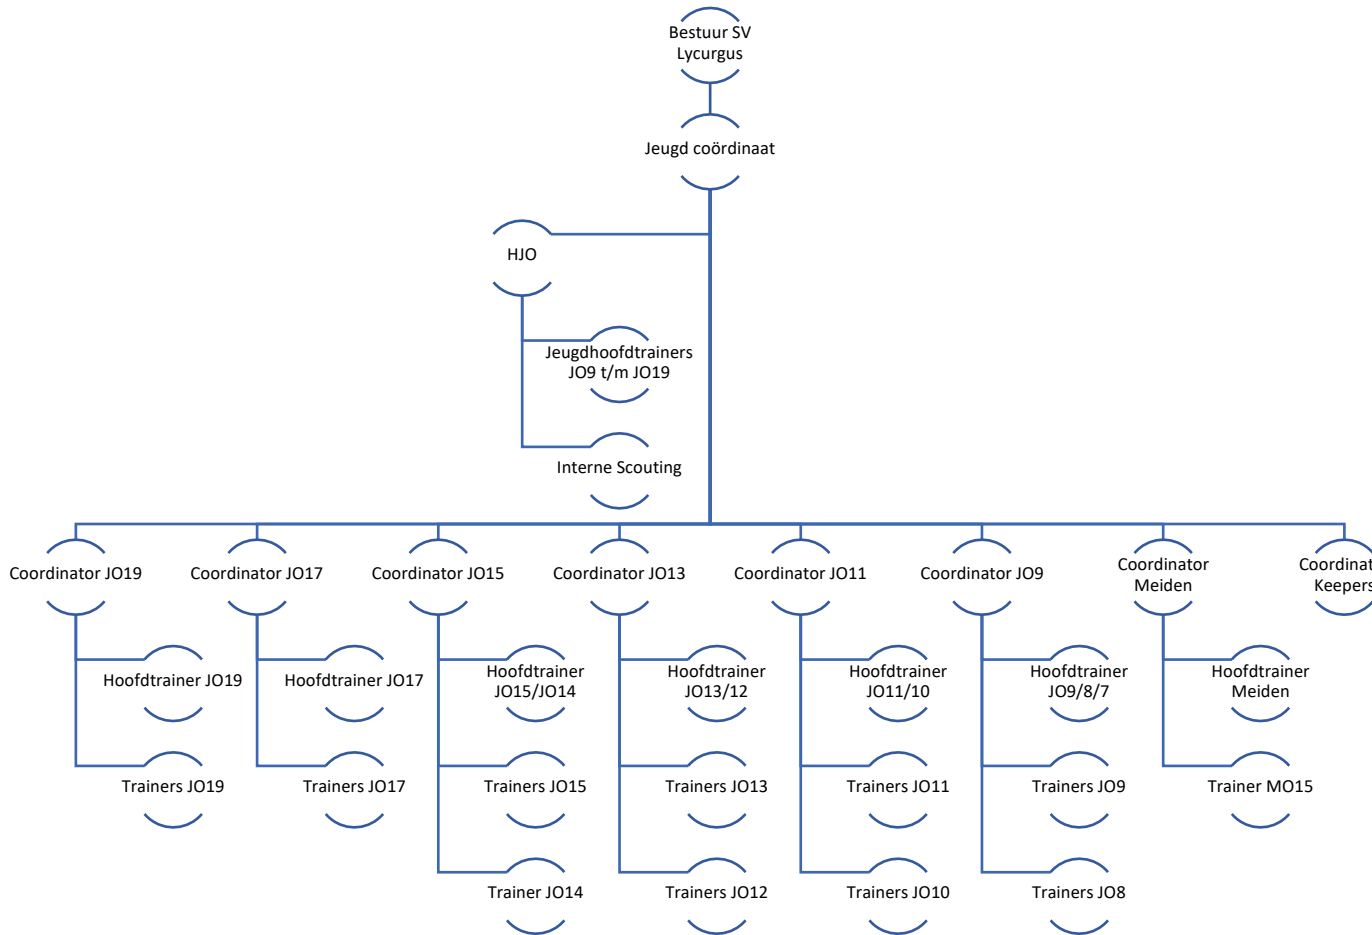 Bestuur SV
Lycurgus
Jeugd coördinaat
HJO
Jeugdhoofdtrainers
JO9 t/m JO19
Interne Scouting
Coordinator JO19
Coordinator JO17
Coordinator JO15
Coordinator JO13
Coordinator JO11
Coordinator JO9
Coordinator
Meiden
Keepers
Hoofdtrainer JO19
Hoofdtrainer JO17
Hoofdtrainer
JO15/JO14
Hoofdtrainer
JO13/12
Hoofdtrainer
JO11/10
Hoofdtrainer
JO9/8/7
Hoofdtrainer
Meiden
Trainers JO19
Trainers JO17
Trainers JO15
Trainers JO13
Trainers JO11
Trainers JO9
Trainer MO15
Trainer JO14
Trainers JO12
Trainers JO10
Trainers JO8